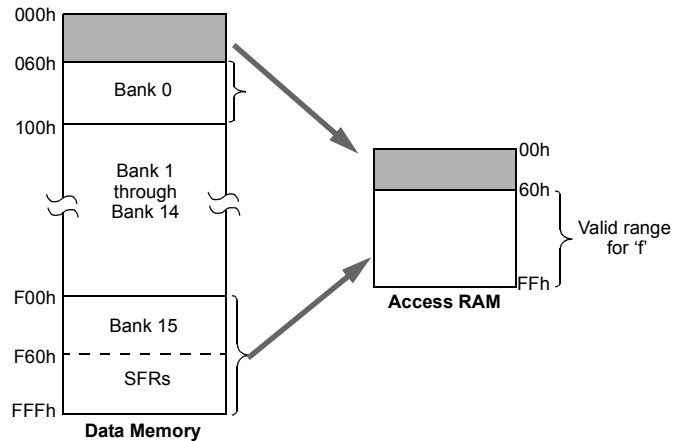 000h
060h
Bank 0
100h
Bank 1
through
Bank 14
F00h
Bank 15
F60h
SFRs
FFFh
Data Memory
00h
60h
Valid range
for ‘f’
FFh
Access RAM